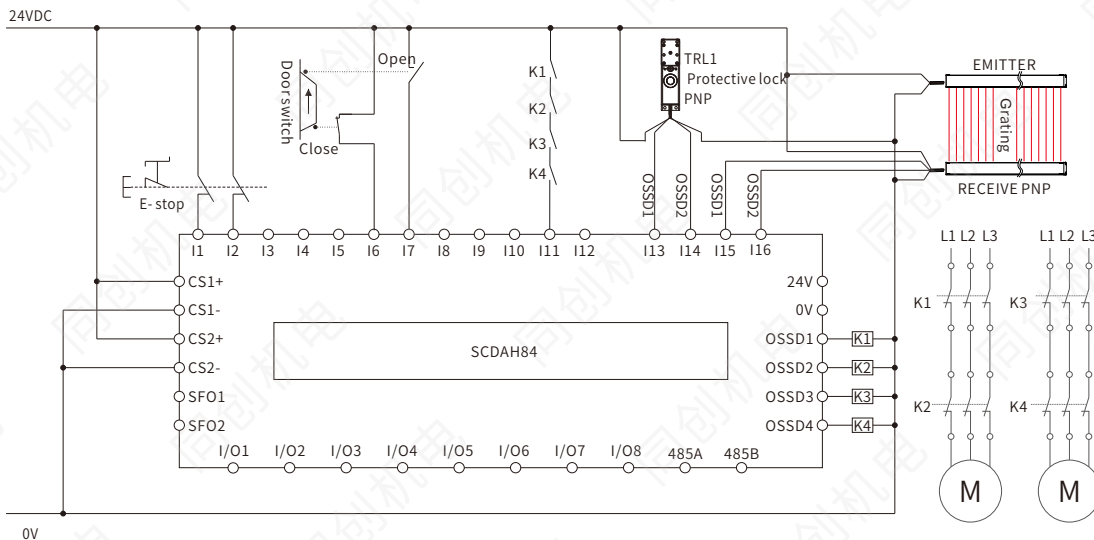 24VDC
Door switch
Open
Close
E-stop
K1
K2
K3
K4
TRL1
Protective lock
PNP
OSSD1
OSSD2
OSSD1
OSSD2
EMITTER
Grating
RECEIVE PNP
I1 I2 I3 I4 I5 I6 I7 I8 I9 I10 I11 I12 I13 I14 I15 I16
CS1+
CS1-
CS2+
CS2-
SFO1
SFO2
SCDAH84
24V
0V
OSSD1 K1
OSSD2 K2
OSSD3 K3
OSSD4 K4
I/O1 I/O2 I/O3 I/O4 I/O5 I/O6 I/O7 I/O8 485A 485B
L1 L2 L3
K1
K2
M
L1 L2 L3
K3
K4
M
0V
同创机电